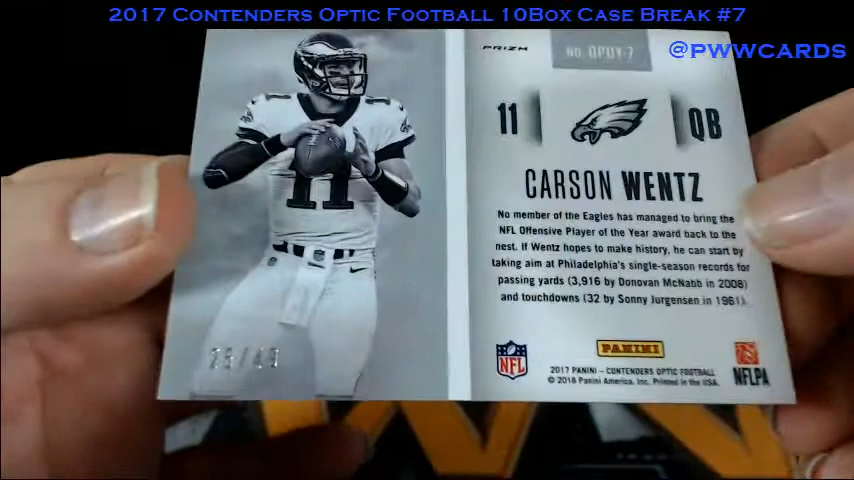 2017 CONTENDERS OPTIC FOOTBALL 10BOX CASE BREAK #7
@PWWCARDS
PRIZM
NO. OPOY-7
11
QB
CARSON WENTZ
No member of the Eagles has managed to bring the
NFL Offensive Player of the Year award back to the
nest. If Wentz hopes to make history, he can start by
taking aim at Philadelphia's single-season records for
passing yards (3,916 by Donovan McNabb in 2008)
and touchdowns (32 by Sonny Jurgensen in 1961).
11
NFL
PANINI
NFLPA
2017 PANINI – CONTENDERS OPTIC FOOTBALL
© 2018 Panini America, Inc. Printed in the USA.